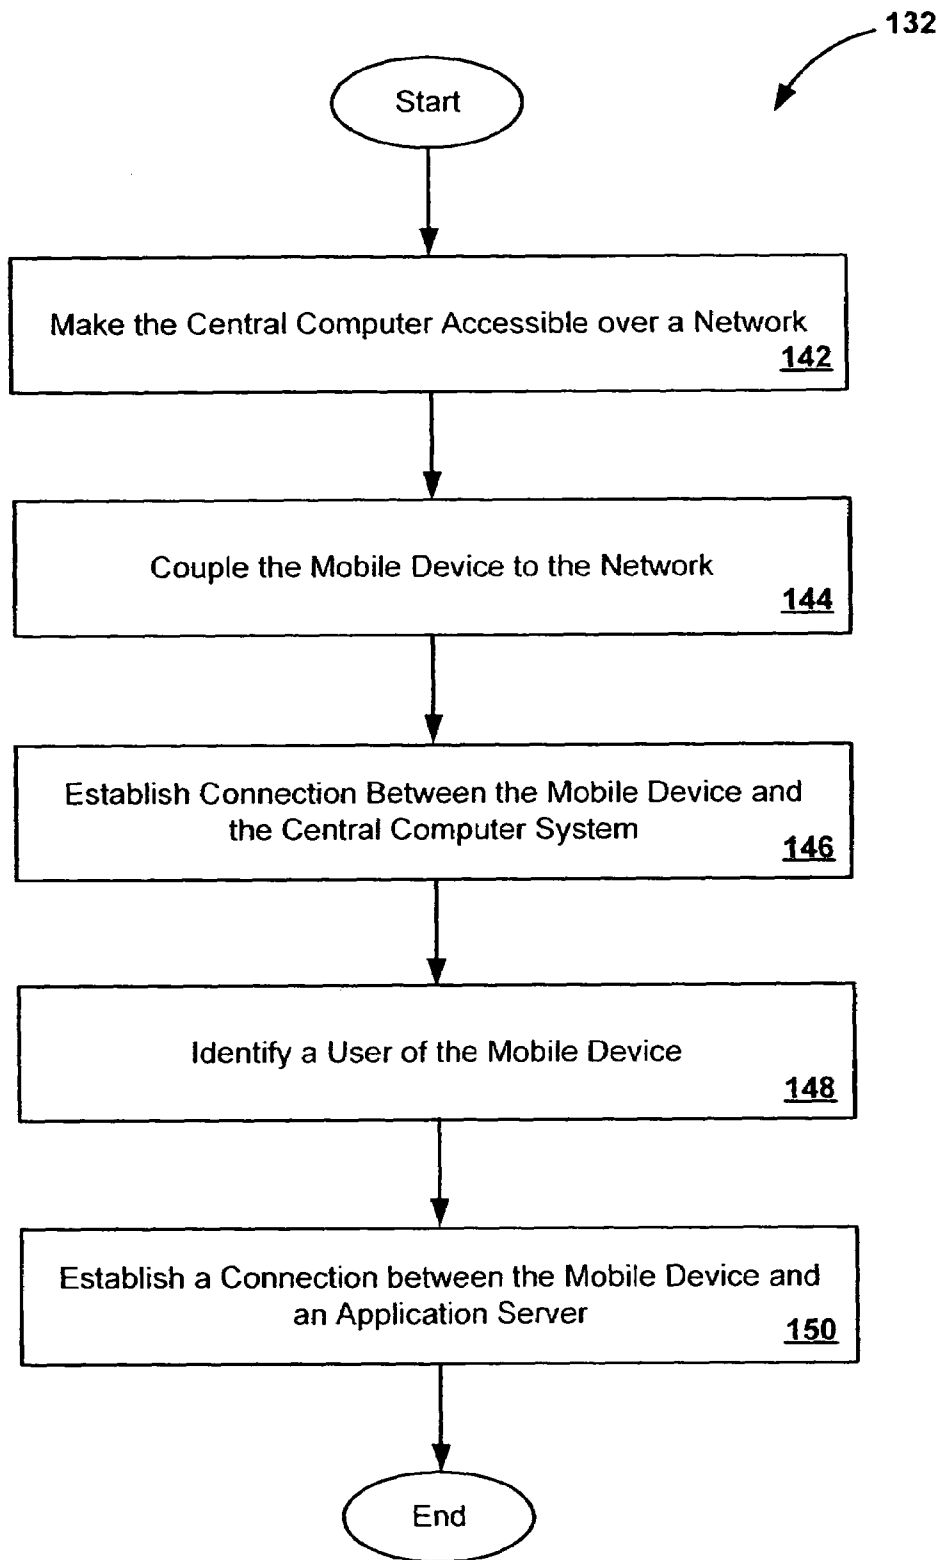 132
Start
Make the Central Computer Accessible over a Network
142
Couple the Mobile Device to the Network
144
Establish Connection Between the Mobile Device and
the Central Computer System
146
Identify a User of the Mobile Device
148
Establish a Connection between the Mobile Device and
an Application Server
150
End